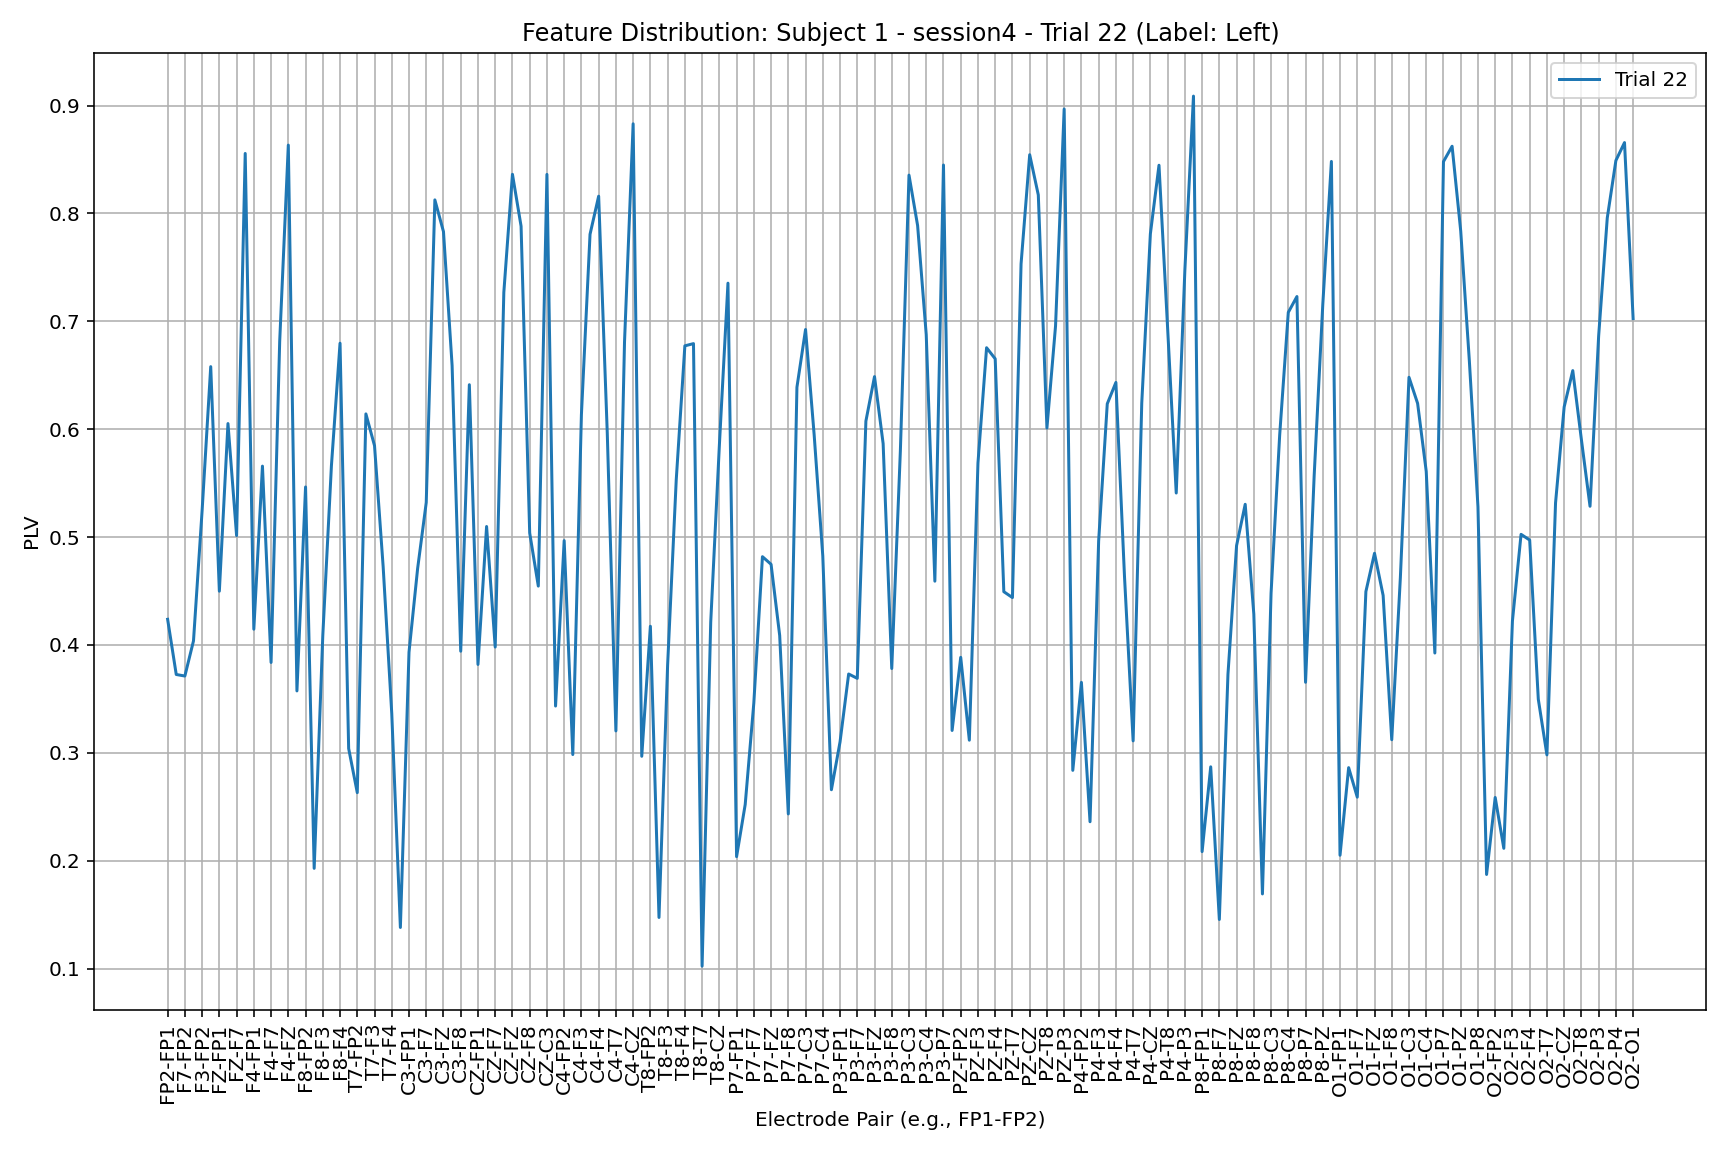 Feature Distribution: Subject 1 - session4 - Trial 22 (Label: Left)
Trial 22
0.9
0.8
0.7
0.6
0.5
0.4
0.3
0.2
0.1
PLV
FP2-FP1
F7-FP2
F3-FP2
FZ-FP1
FZ-F7
F4-FP1
F4-F7
F4-FZ
F8-FP2
F8-F3
F8-F4
T7-FP2
T7-F3
T7-F4
C3-FP1
C3-F7
C3-FZ
C3-F8
CZ-FP1
CZ-F7
CZ-FZ
CZ-F8
CZ-C3
C4-FP2
C4-F3
C4-F4
C4-T7
C4-CZ
T8-FP2
T8-F3
T8-F4
T8-T7
T8-CZ
P7-FP1
P7-F7
P7-FZ
P7-F8
P7-C3
P7-C4
P3-FP1
P3-F7
P3-FZ
P3-F8
P3-C3
P3-C4
P3-P7
PZ-FP2
PZ-F3
PZ-F4
PZ-T7
PZ-CZ
PZ-T8
PZ-P3
P4-FP2
P4-F3
P4-F4
P4-T7
P4-CZ
P4-T8
P4-P3
P8-FP1
P8-F7
P8-FZ
P8-F8
P8-C3
P8-C4
P8-P7
P8-PZ
O1-FP1
O1-F7
O1-FZ
O1-F8
O1-C3
O1-C4
O1-P7
O1-PZ
O1-P8
O2-FP2
O2-F3
O2-F4
O2-T7
O2-CZ
O2-T8
O2-P3
O2-P4
O2-O1
Electrode Pair (e.g., FP1-FP2)